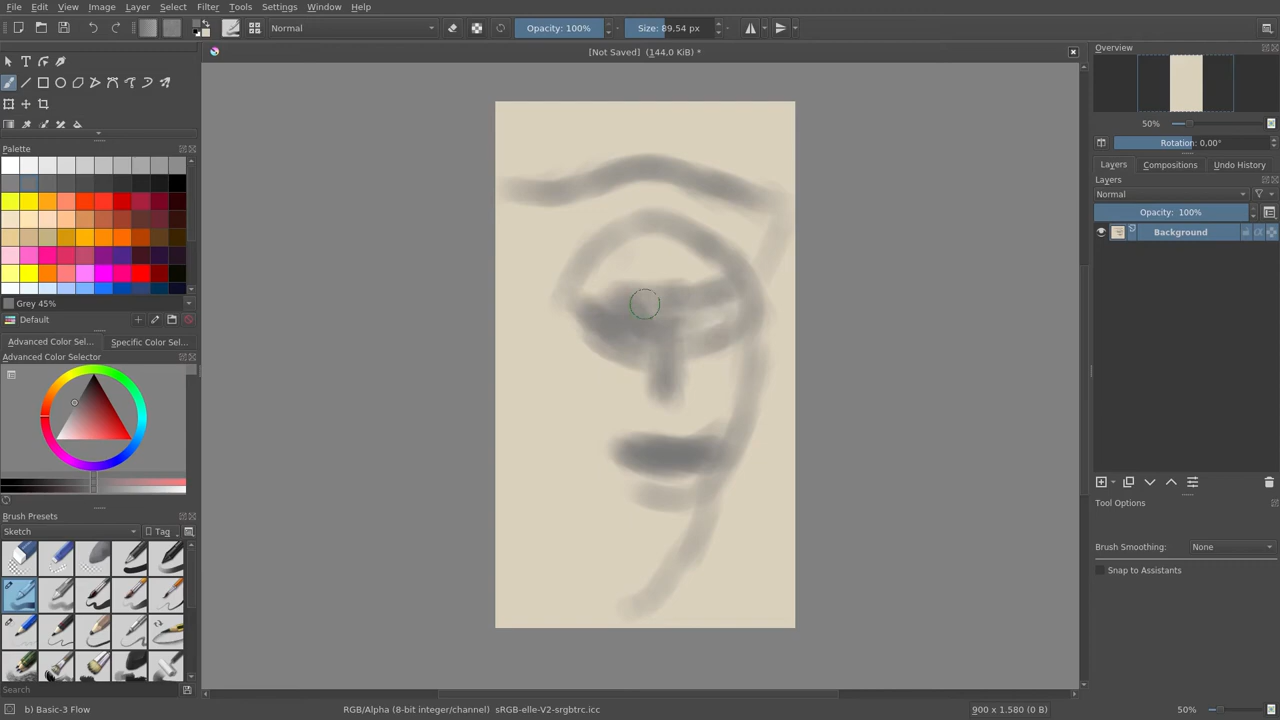 File Edit View Image Layer Select Filter Tools Settings Window Help
Normal Opacity: 100% Size: 89,54 px
[Not Saved] (144,0 KiB) *
Overview
50%
Rotation: 0,00°
Layers Compositions Undo History
Layers
Normal
Opacity: 100%
Background
Tool Options
Brush Smoothing: None
Snap to Assistants
Palette
Grey 45%
Default
Advanced Color Sel... Specific Color Sel...
Advanced Color Selector
Brush Presets
Sketch Tag
Search
b) Basic-3 Flow RGB/Alpha (8-bit integer/channel) sRGB-elle-V2-srgbtrc.icc 900 x 1.580 (0 B) 50%